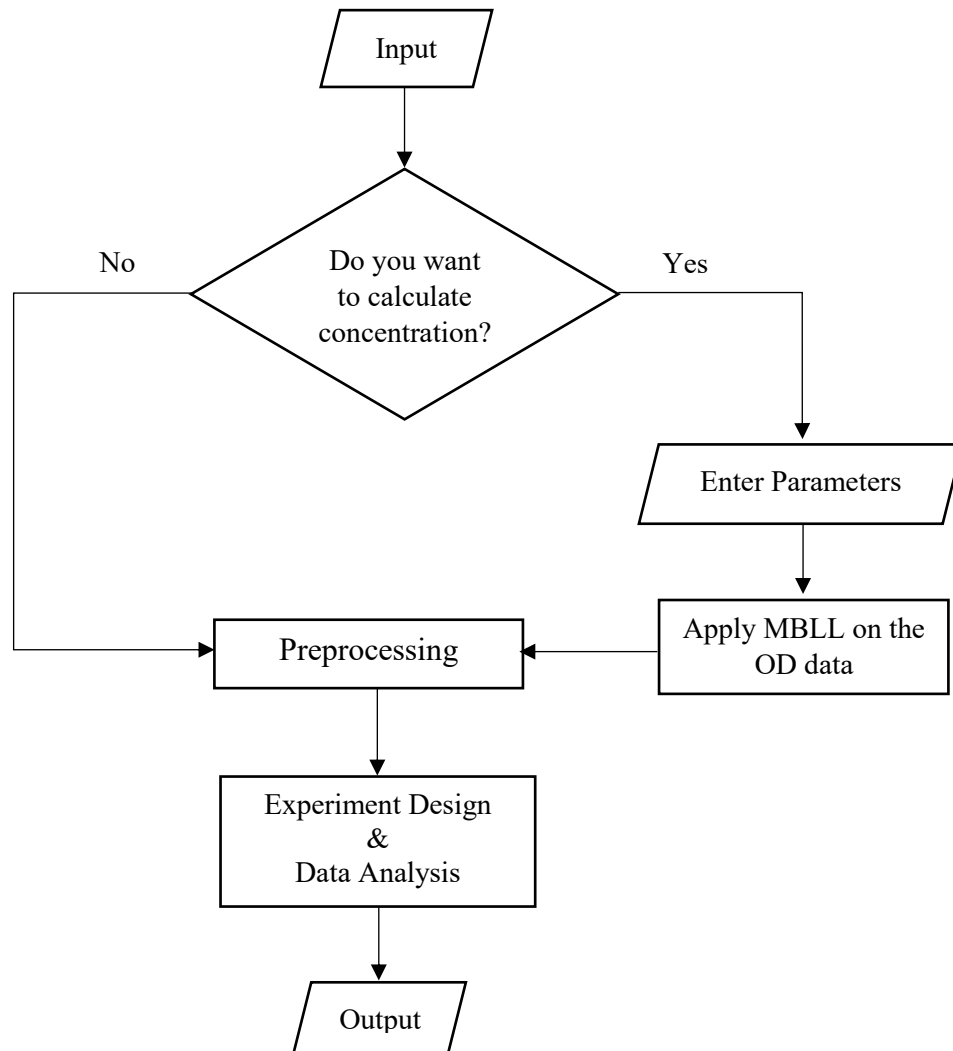 Input
No
Yes
Do you want
to calculate
concentration?
Enter Parameters
Apply MBLL on the
OD data
Preprocessing
Experiment Design
&
Data Analysis
Output